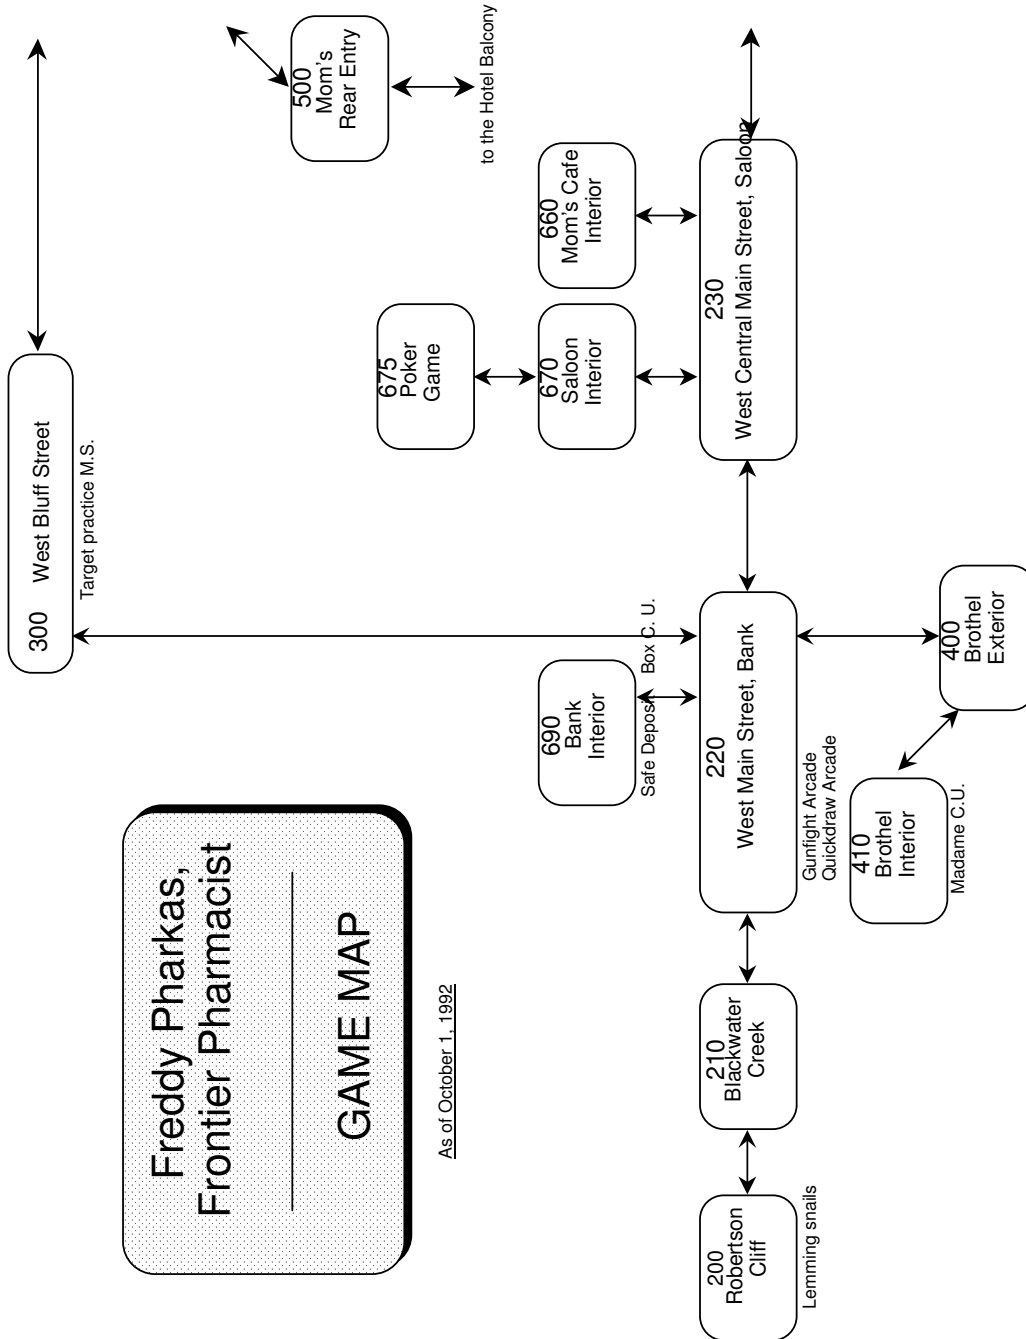 Freddy Pharkas,
Frontier Pharmacist
GAME MAP
As of October 1, 1992
300
West Bluff Street
Target practice M.S.
500
Mom's
Rear Entry
to the Hotel Balcony
675
Poker
Game
690
Bank
Interior
Safe Deposit Box C. U.
670
Saloon
Interior
660
Mom's Cafe
Interior
200
Robertson
Cliff
Lemming snails
210
Blackwater
Creek
220
West Main Street, Bank
Gunfight Arcade
Quickdraw Arcade
230
West Central Main Street, Saloon
410
Brothel
Interior
Madame C.U.
400
Brothel
Exterior